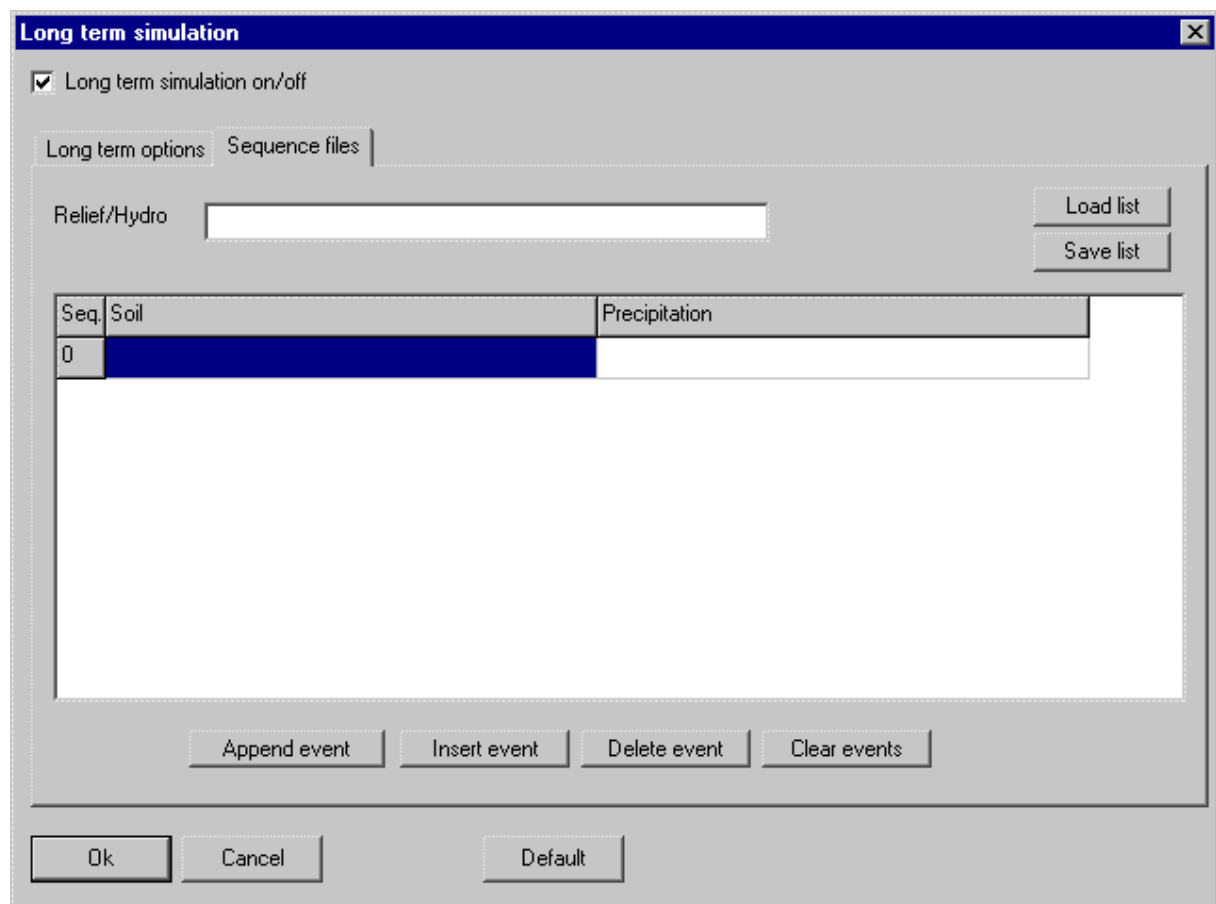 Long term simulation
Long term simulation on/off
Long term options Sequence files
Relief/Hydro
Load list
Save list
Seq. Soil Precipitation
0
Append event Insert event Delete event Clear events
Ok Cancel Default